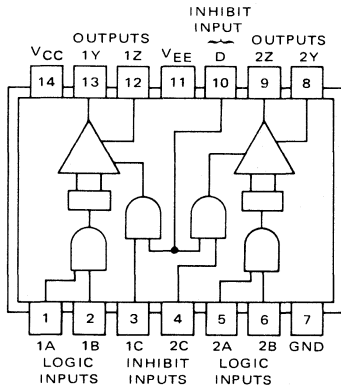 INHIBIT
INPUT
OUTPUTS OUTPUTS
VCC 1Y 1Z VEE D 2Z 2Y
14 13 12 11 10 9 8
1 2 3 4 5 6 7
1A 1B 1C 2C 2A 2B GND
LOGIC INHIBIT LOGIC
INPUTS INPUTS INPUTS